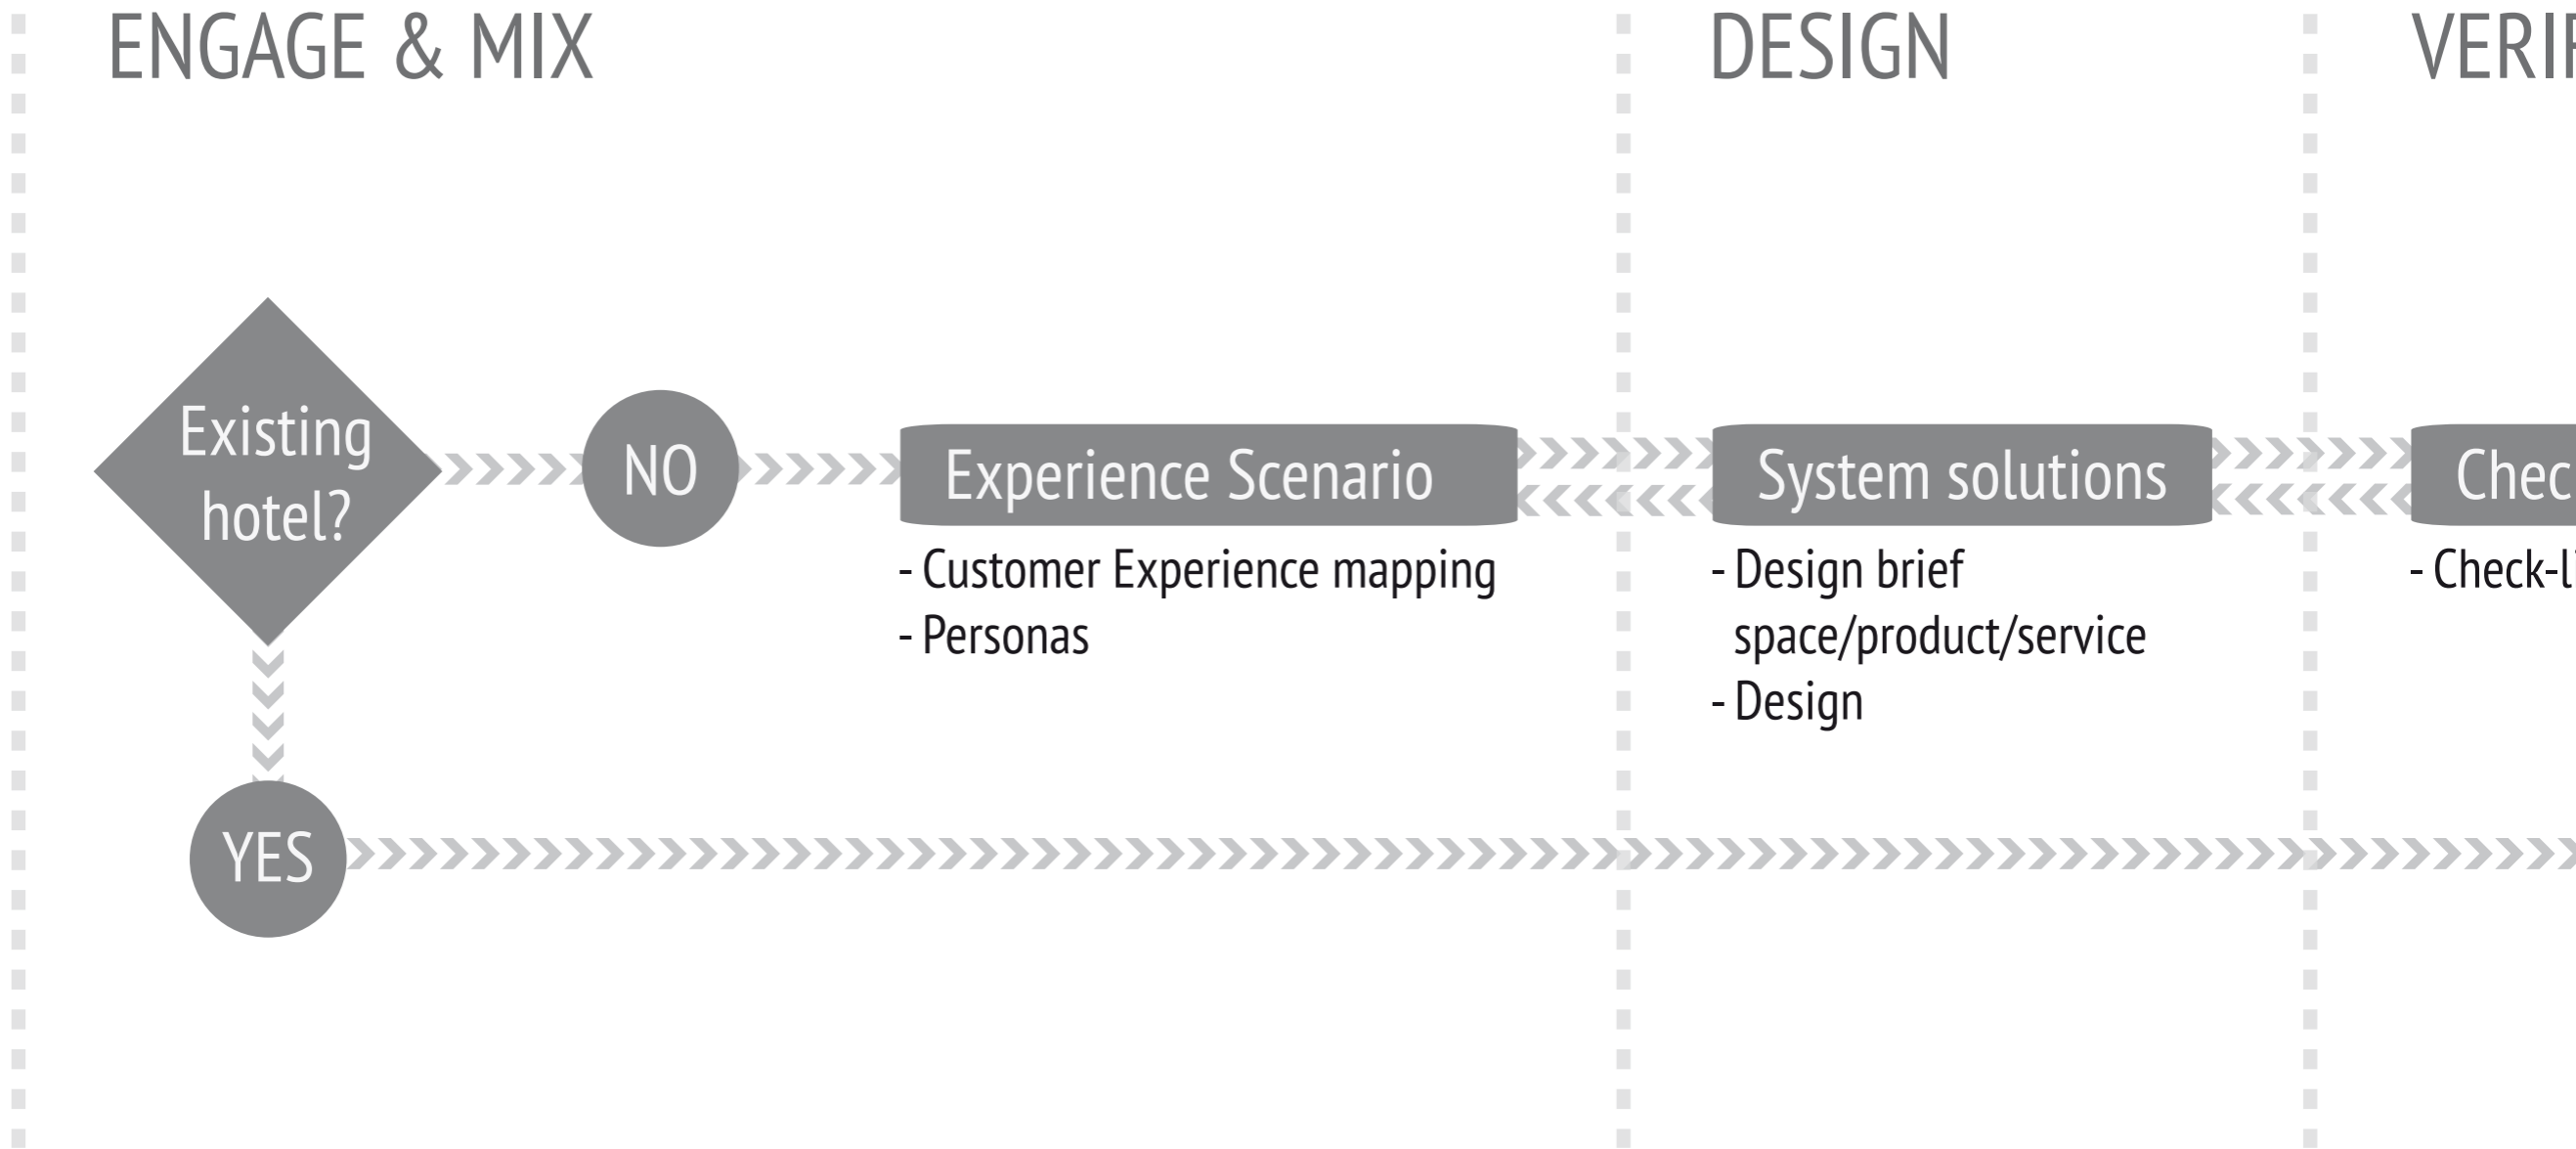 ENGAGE & MIX
DESIGN
Existing
hotel?
NO
Experience Scenario
- Customer Experience mapping
- Personas
System solutions
- Design brief
space/product/service
- Design
YES